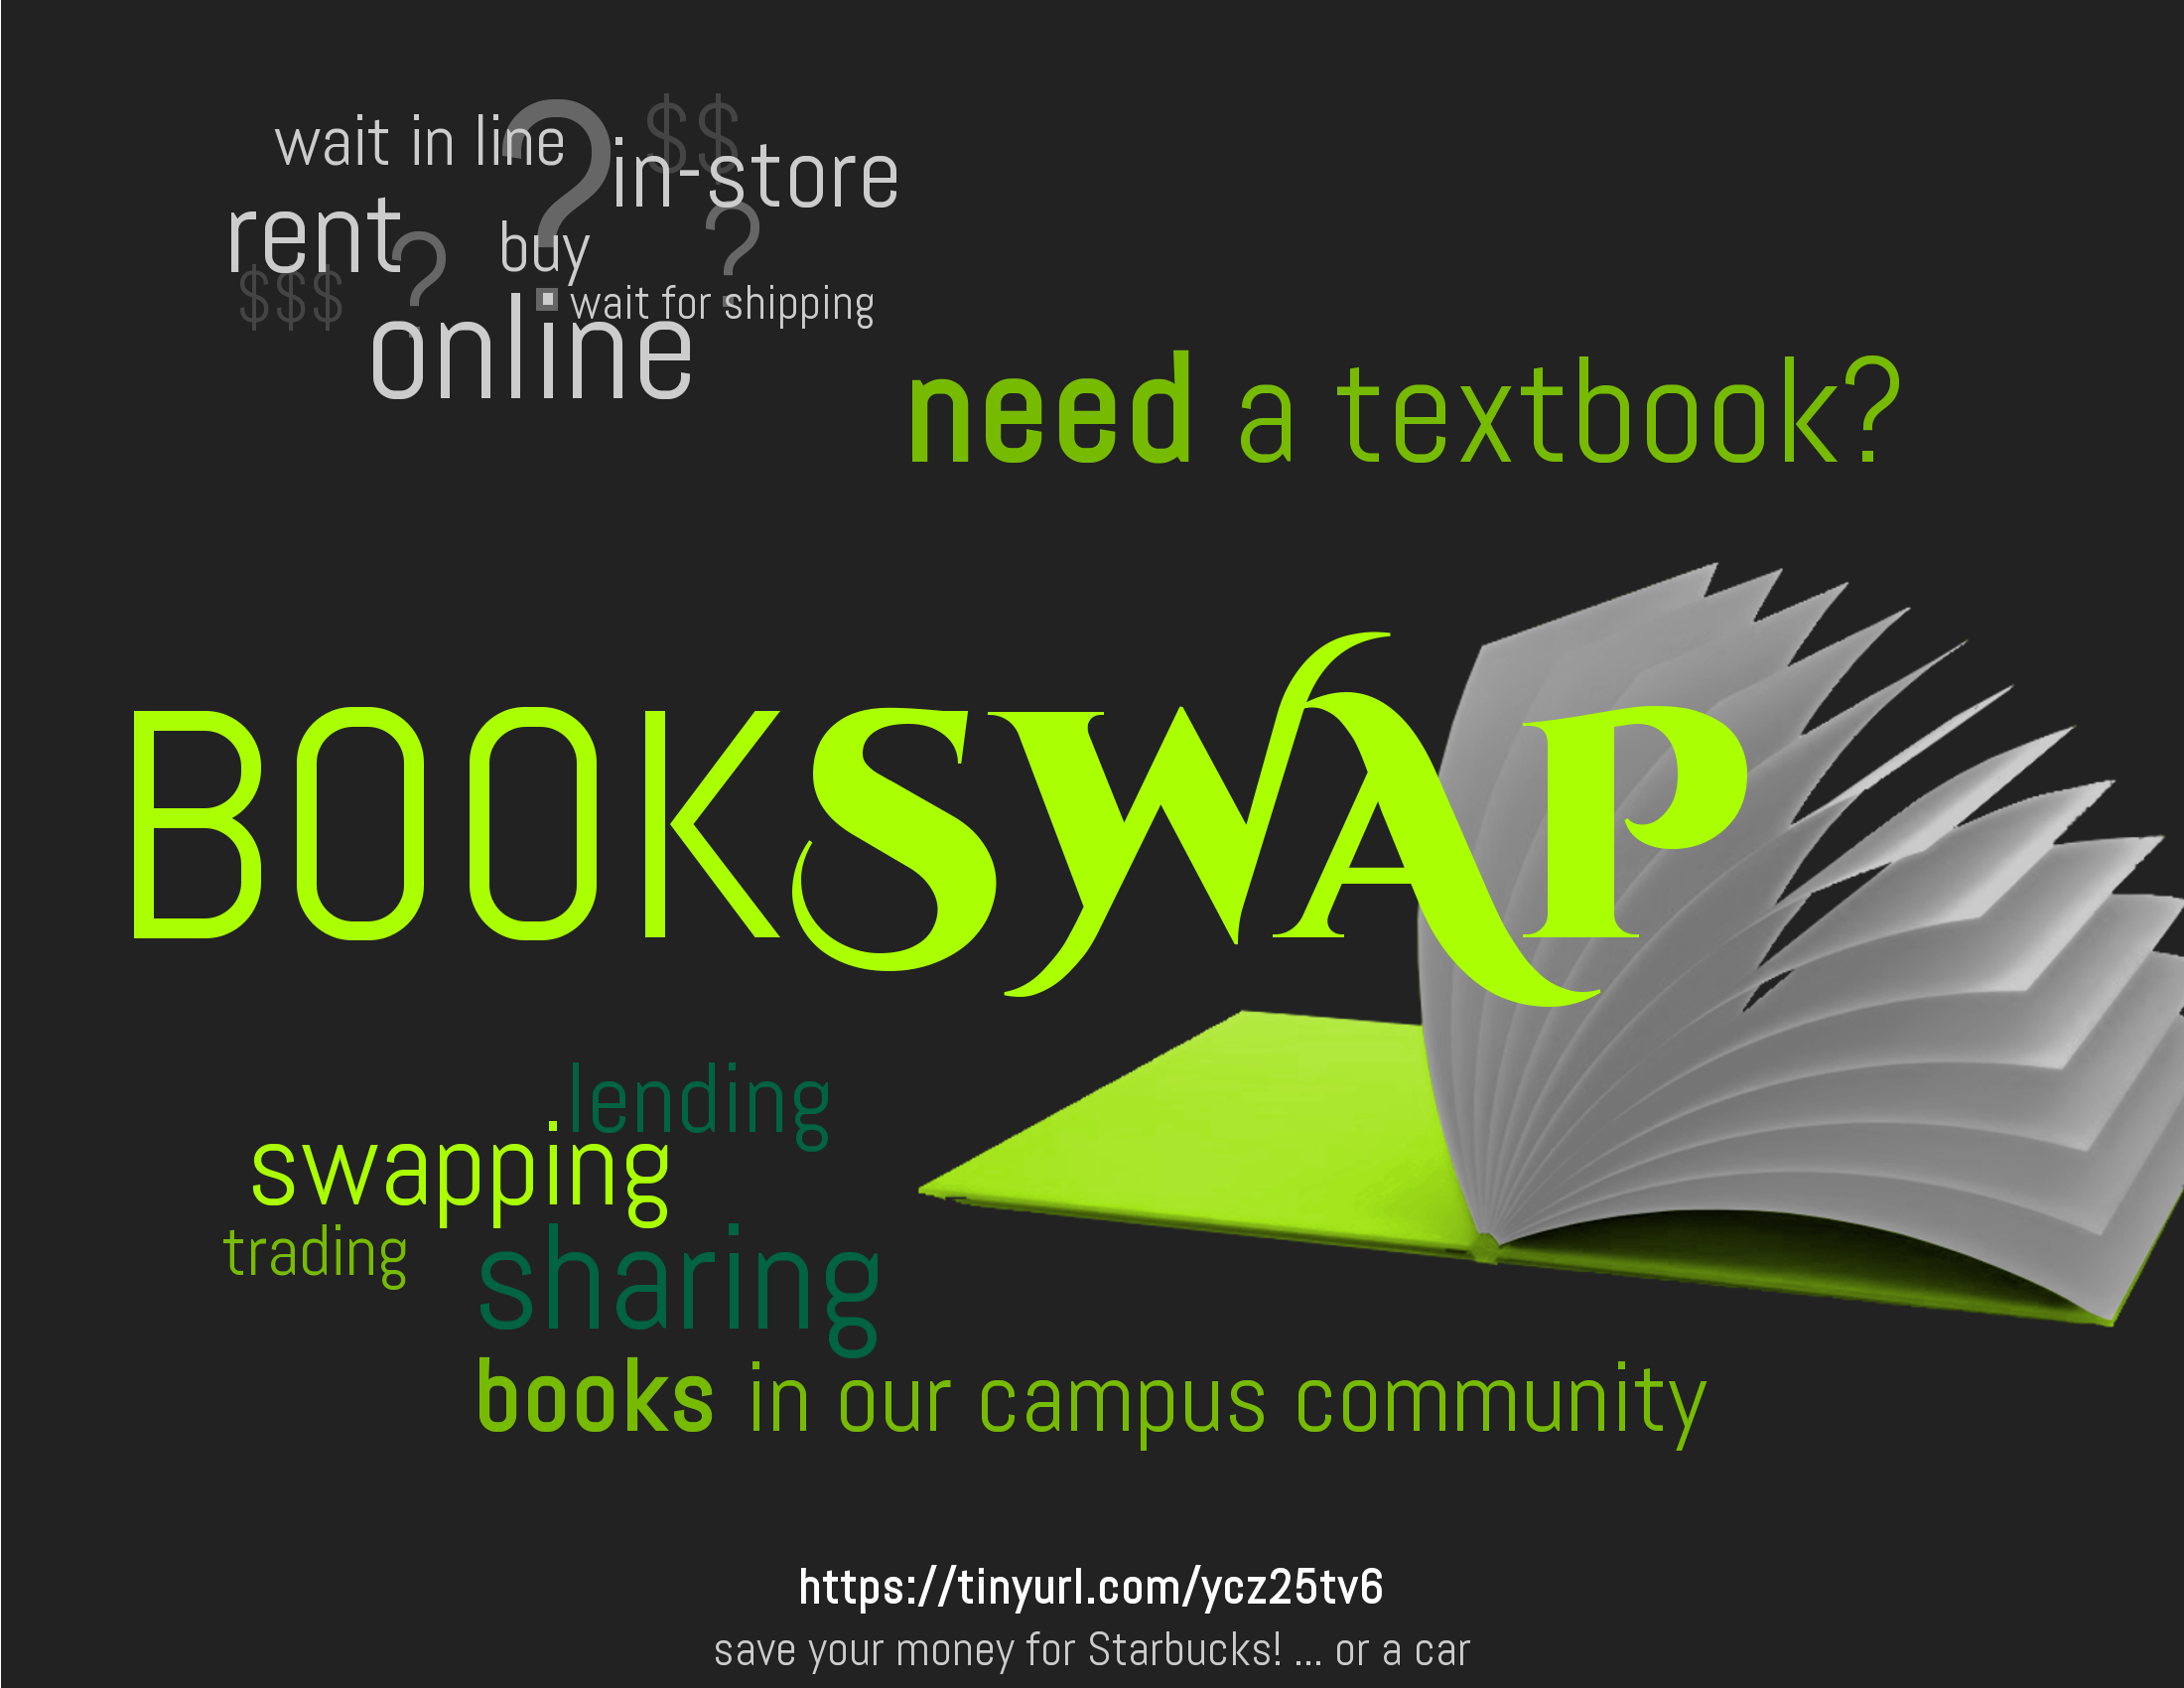 wait in line
?
$$
in-store
rent
?
buy
?
$$$
wait for shipping
online
need a textbook?
BOOKSWAP
lending
swapping
trading
sharing
books in our campus community
https://tinyurl.com/ycz25tv6
save your money for Starbucks! ... or a car